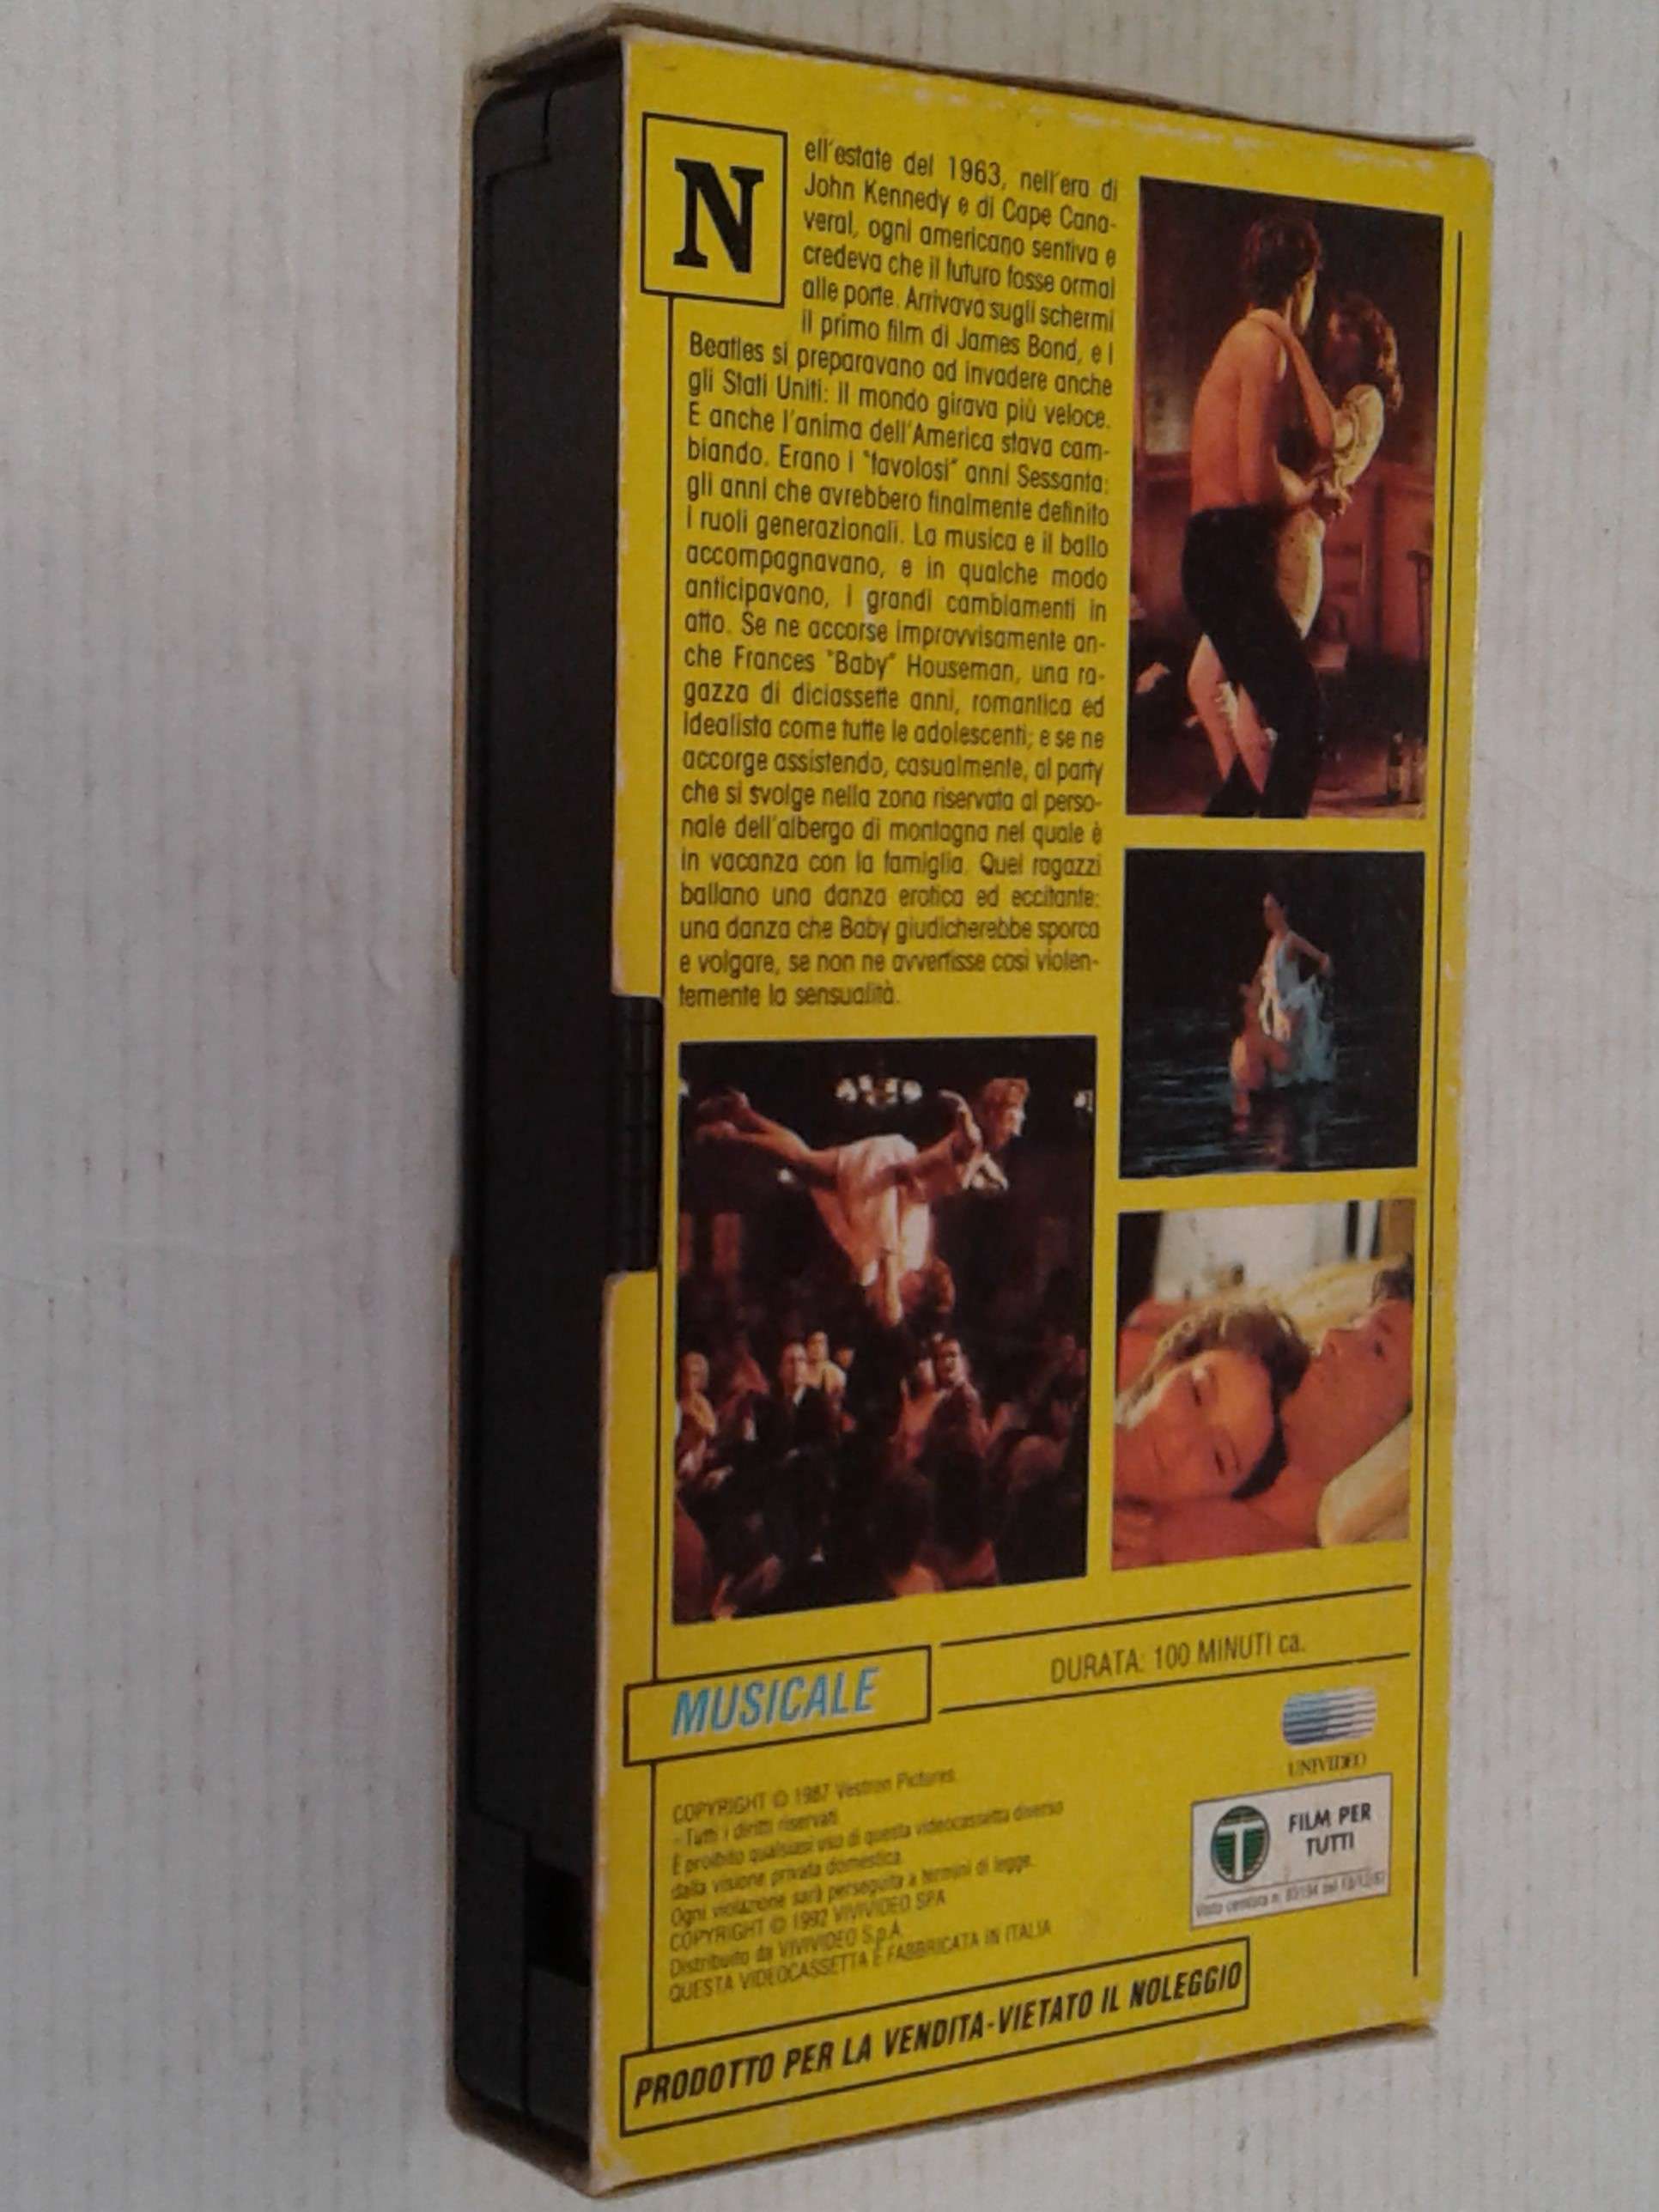 Nell'estate del 1963, nell'era di
John Kennedy e di Cape Cana-
veral, ogni americano sentiva e
credeva che il futuro fosse ormai
alle porte. Arrivava sugli schermi
il primo film di James Bond, e i
Beatles si preparavano ad invadere anche
gli Stati Uniti: il mondo girava più veloce.
E anche l'anima dell'America stava cam-
biando. Erano i "favolosi" anni Sessanta:
gli anni che avrebbero finalmente definito
i ruoli generazionali. La musica e il ballo
accompagnavano, e in qualche modo
anticipavano, i grandi cambiamenti in
atto. Se ne accorse improvvisamente an-
che Frances "Baby" Houseman, una ra-
gazza di diciassette anni, romantica ed
idealista come tutte le adolescenti; e se ne
accorge assistendo, casualmente, al party
che si svolge nella zona riservata al perso-
nale dell'albergo di montagna nel quale è
in vacanza con la famiglia. Quei ragazzi
ballano una danza erotica ed eccitante:
una danza che Baby giudicherebbe sporca
e volgare, se non ne avvertisse così violen-
temente la sensualità.
DURATA: 100 MINUTI ca.
MUSICALE
UNIVIDEO
COPYRIGHT © 1987 Vestron Pictures.
- Tutti i diritti riservati.
È proibito qualsiasi uso di questa videocassetta diverso
dalla visione privata domestica.
Ogni violazione sarà perseguita a termini di legge.
COPYRIGHT © 1992 VIVIVIDEO SPA
Distribuito da VIVIVIDEO S.p.A.
QUESTA VIDEOCASSETTA È FABBRICATA IN ITALIA
T FILM PER
TUTTI
Visto censura n.
PRODOTTO PER LA VENDITA-VIETATO IL NOLEGGIO